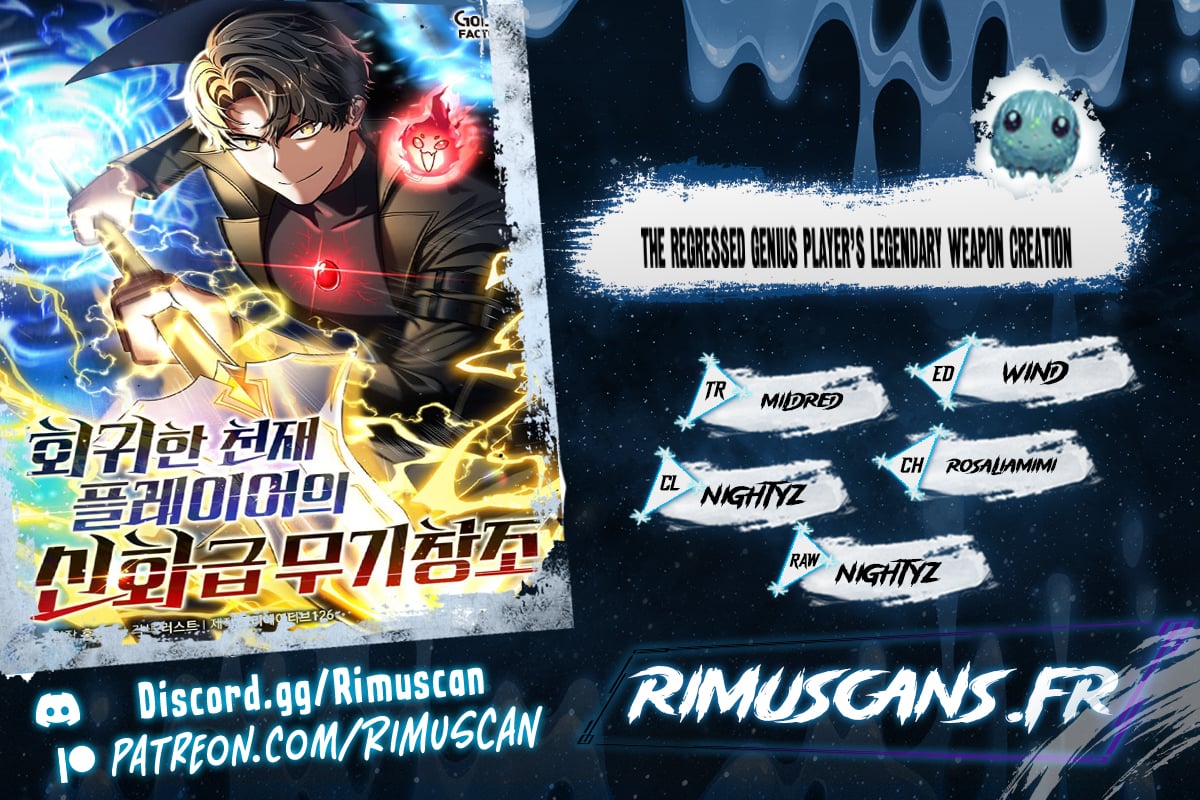 회귀한 천재
플레이어의
신화급 무기창조
THE REGRESSED GENIUS PLAYER'S LEGENDARY WEAPON CREATION
TR MILDRED
ED WIND
CL NIGHTYZ
CH ROSALIAMIMI
RAW NIGHTYZ
Discord.gg/Rimuscan
PATREON.COM/RIMUSCAN
RIMUSCANS.FR